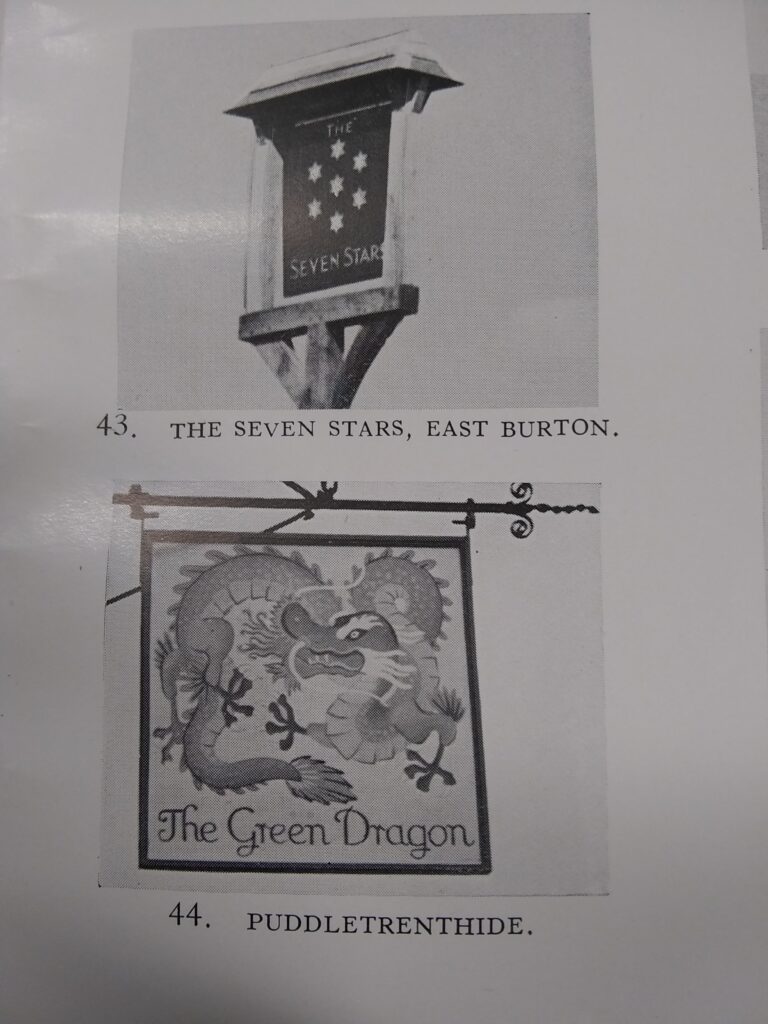 THE
SEVEN STARS
43. THE SEVEN STARS, EAST BURTON.
The Green Dragon
44. PUDDLETRENTHIDE.